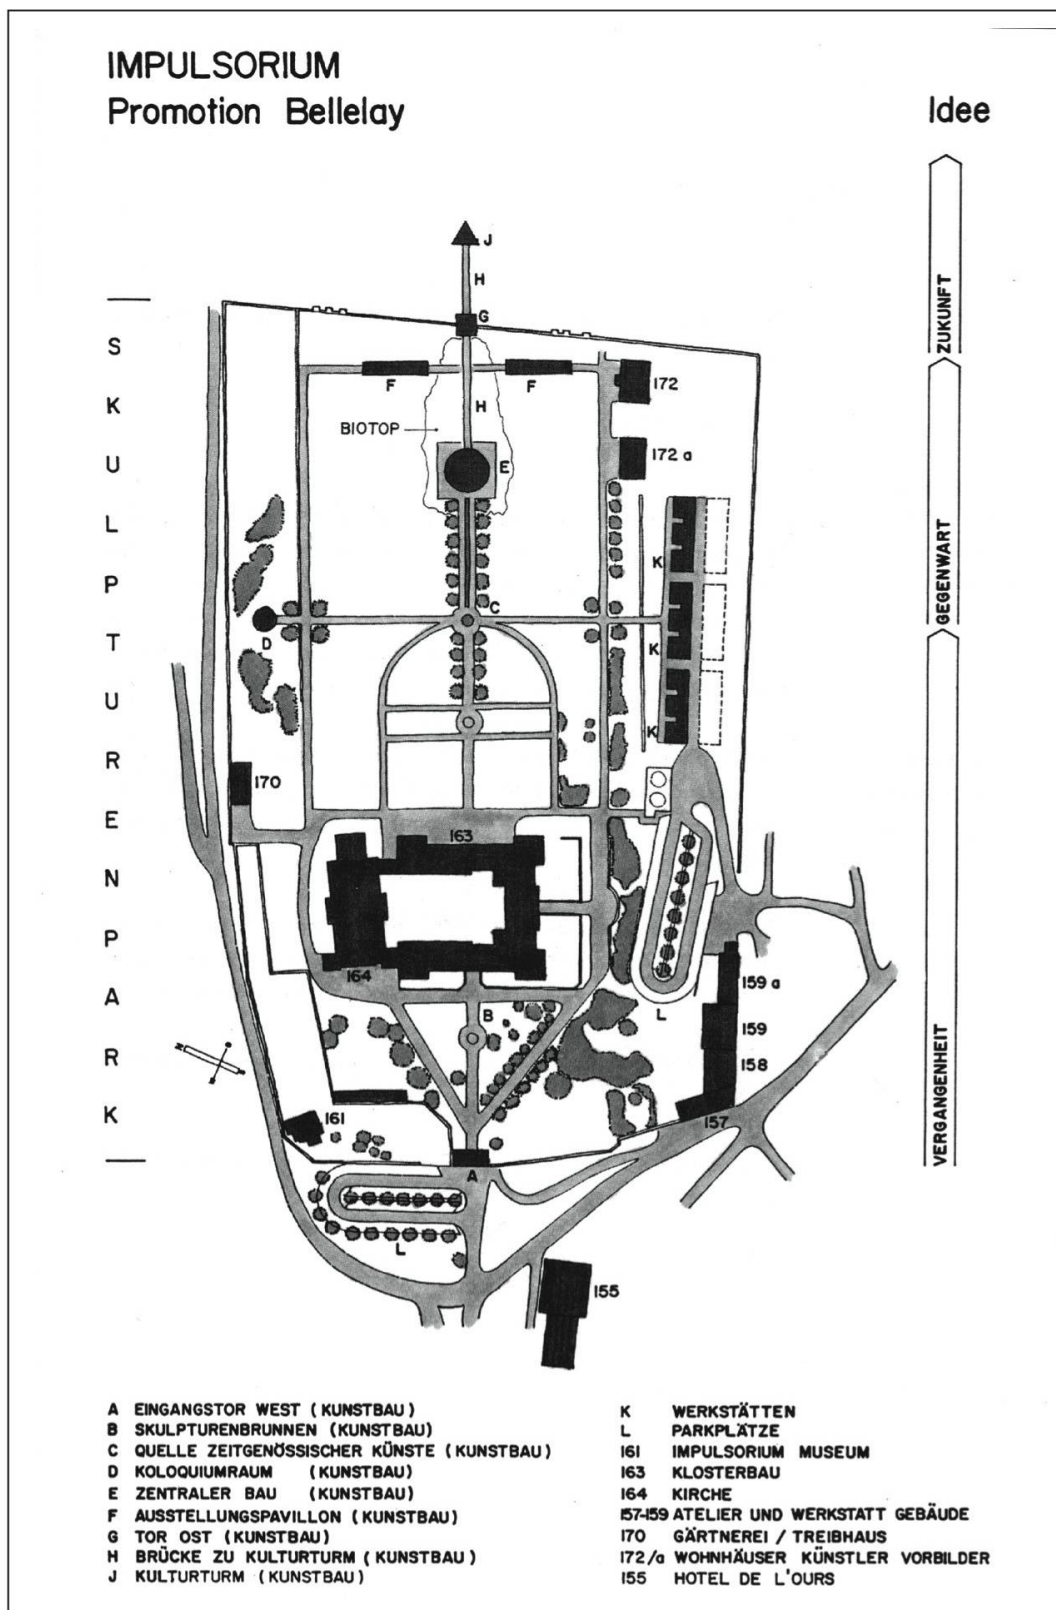 IMPULSORIUM
Promotion Bellelay
Idee
J
H
G
ZUKUNFT
F
F
172
H
BIOTOP
172 a
E
K
C
GEGENWART
D
K
K
170
163
164
159 a
B
L
159
158
161
157
A
VERGANGENHEIT
L
155
SKULPTURENPARK
A EINGANGSTOR WEST (KUNSTBAU)
B SKULPTURENBRUNNEN (KUNSTBAU)
C QUELLE ZEITGENÖSSISCHER KÜNSTE (KUNSTBAU)
D KOLOQUIUMRAUM (KUNSTBAU)
E ZENTRALER BAU (KUNSTBAU)
F AUSSTELLUNGSPAVILLON (KUNSTBAU)
G TOR OST (KUNSTBAU)
H BRÜCKE ZU KULTURTURM (KUNSTBAU)
J KULTURTURM (KUNSTBAU)
K WERKSTÄTTEN
L PARKPLÄTZE
161 IMPULSORIUM MUSEUM
163 KLOSTERBAU
164 KIRCHE
157-159 ATELIER UND WERKSTATT GEBÄUDE
170 GÄRTNEREI / TREIBHAUS
172/a WOHNHÄUSER KÜNSTLER VORBILDER
155 HOTEL DE L'OURS